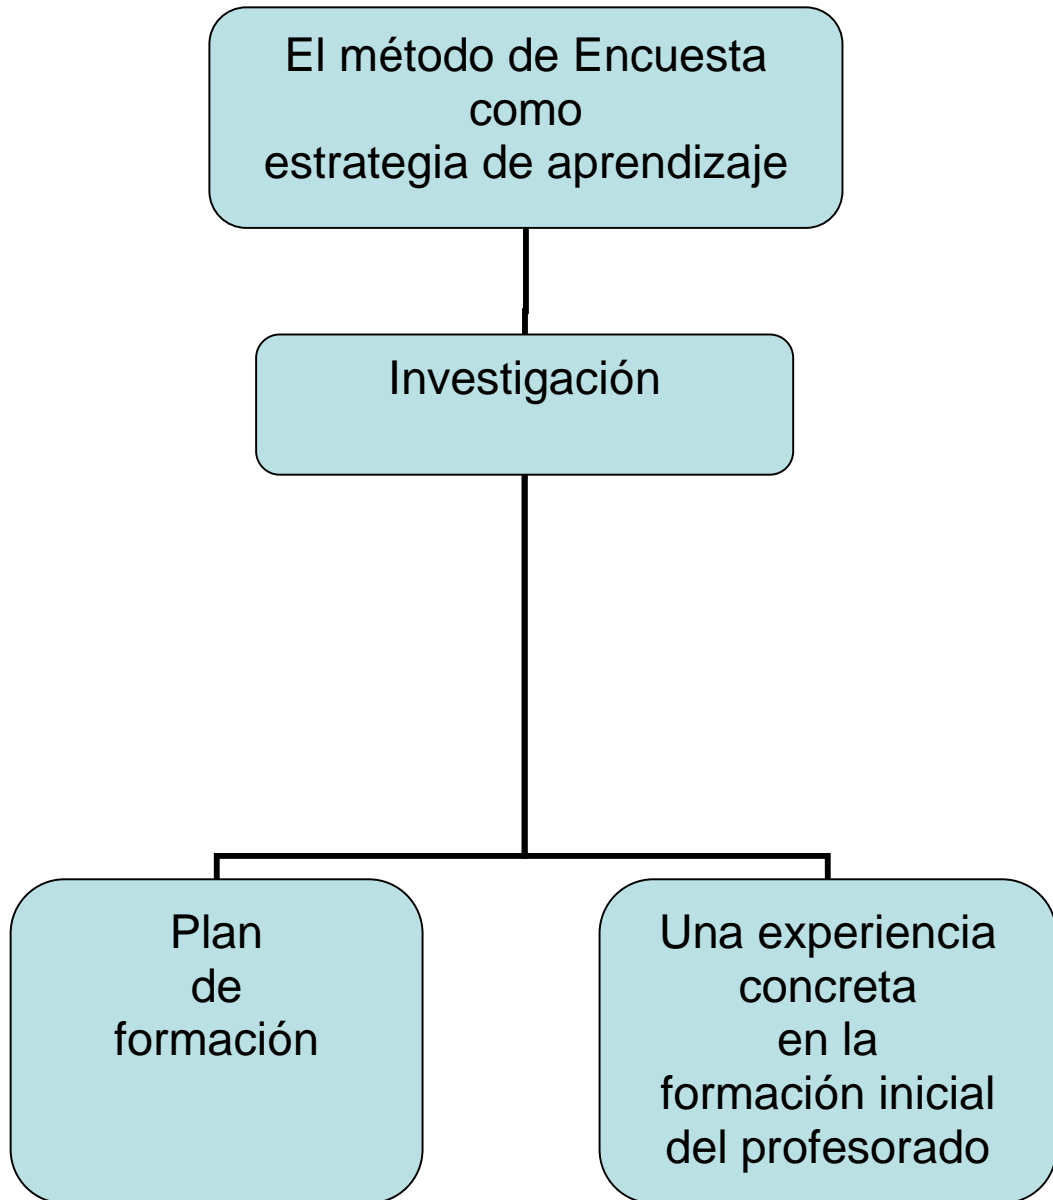 El método de Encuesta
como
estrategia de aprendizaje
Investigación
Plan
de
formación
Una experiencia
concreta
en la
formación inicial
del profesorado